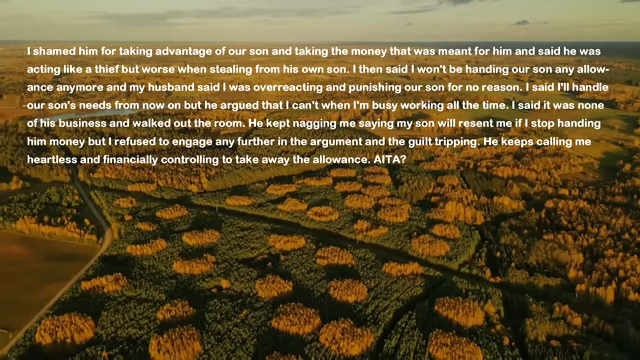 I shamed him for taking advantage of our son and taking the money that was meant for him and said he was
acting like a thief but worse when stealing from his own son. I then said I won't be handing our son any allow-
ance anymore and my husband said I was overreacting and punishing our son for no reason. I said I'll handle
our son's needs from now on but he argued that I can't when I'm busy working all the time. I said it was none
of his business and walked out the room. He kept nagging me saying my son will resent me if I stop handing
him money but I refused to engage any further in the argument and the guilt tripping. He keeps calling me
heartless and financially controlling to take away the allowance. AITA?